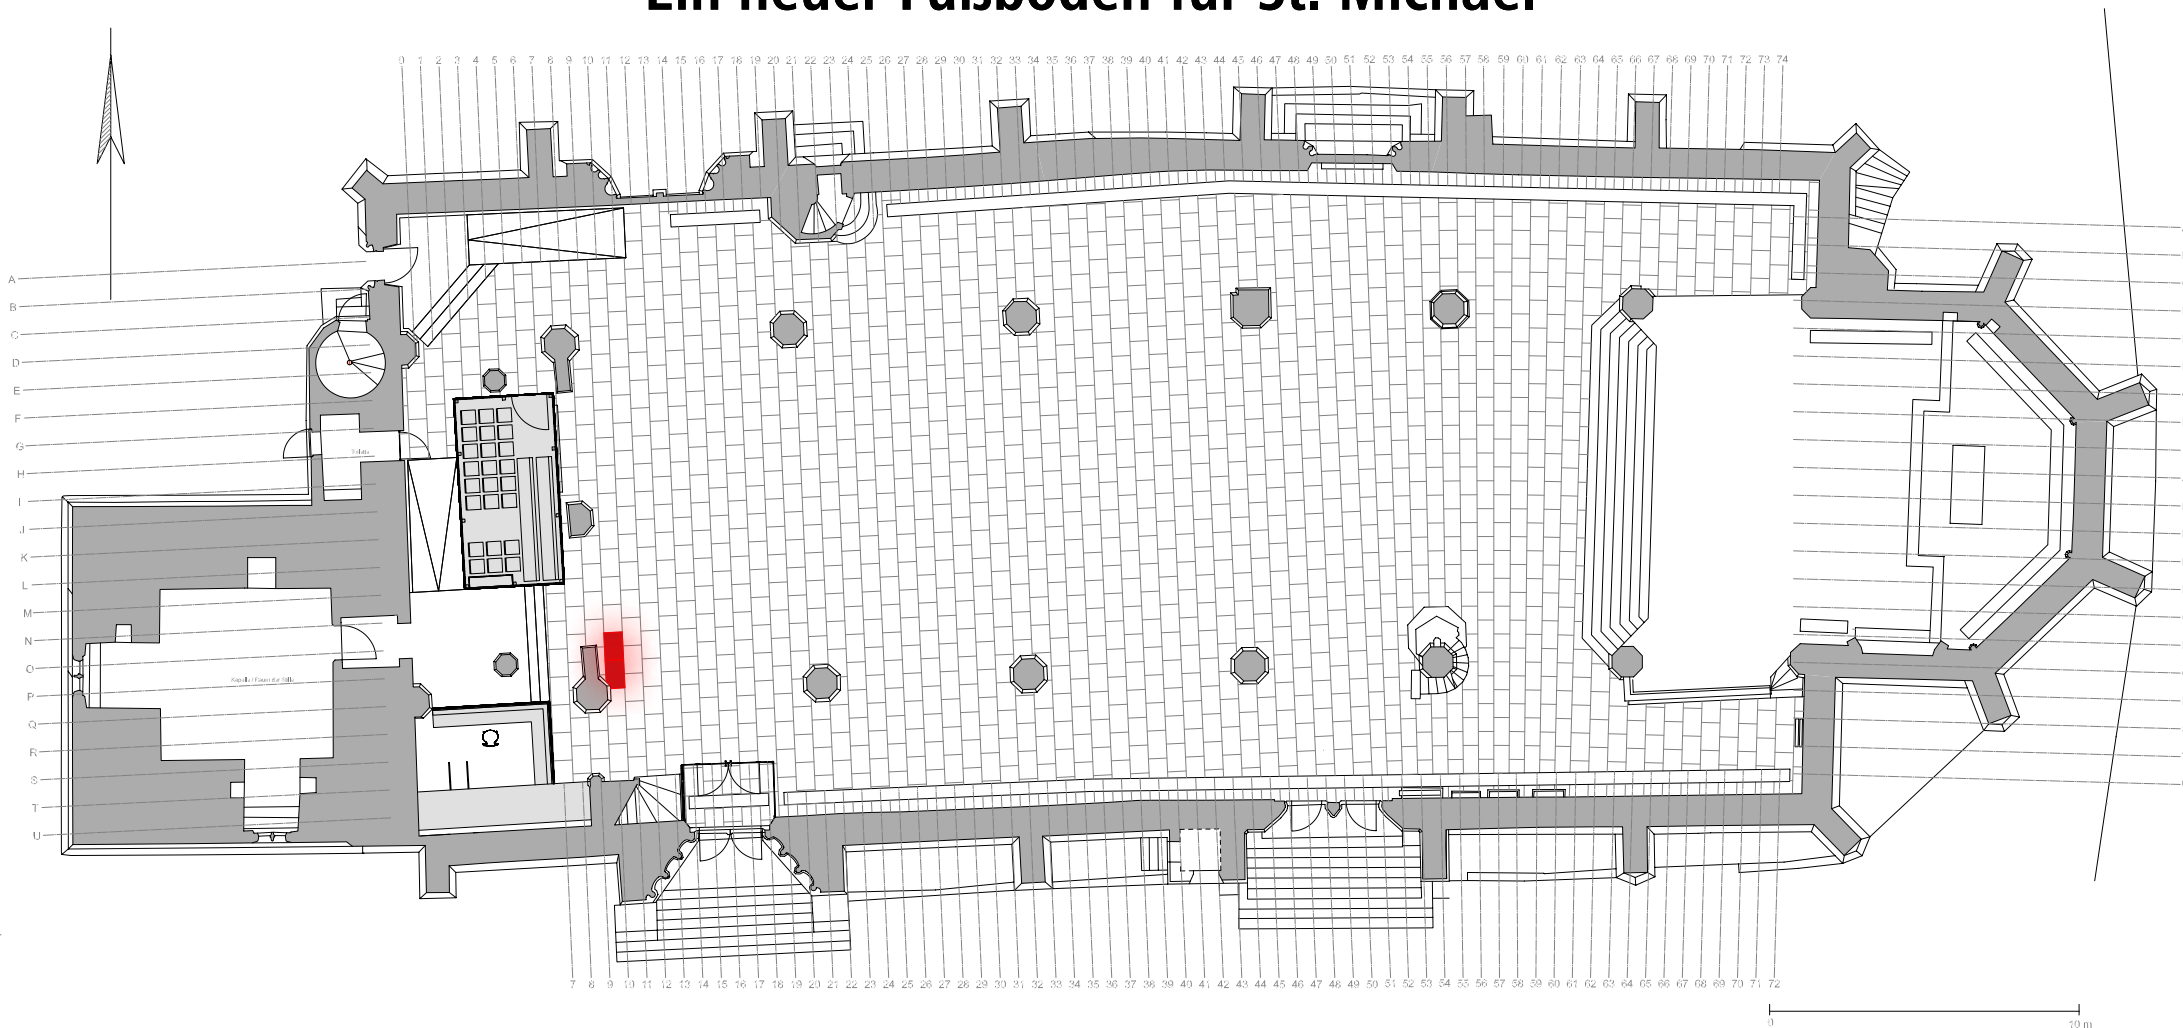 Ein neuer Fußboden für St. Michael
0 1 2 3 4 5 6 7 8 9 10 11 12 13 14 15 16 17 18 19 20 21 22 23 24 25 26 27 28 29 30 31 32 33 34 35 36 37 38 39 40 41 42 43 44 45 46 47 48 49 50 51 52 53 54 55 56 57 58 59 60 61 62 63 64 65 66 67 68 69 70 71 72 73 74
A
B
C
D
E
F
G
H
I
J
K
L
M
N
O
P
Q
R
S
T
U
7 8 9 10 11 12 13 14 15 16 17 18 19 20 21 22 23 24 25 26 27 28 29 30 31 32 33 34 35 36 37 38 39 40 41 42 43 44 45 46 47 48 49 50 51 52 53 54 55 56 57 58 59 60 61 62 63 64 65 66 67 68 69 70 71 72
0 10 m